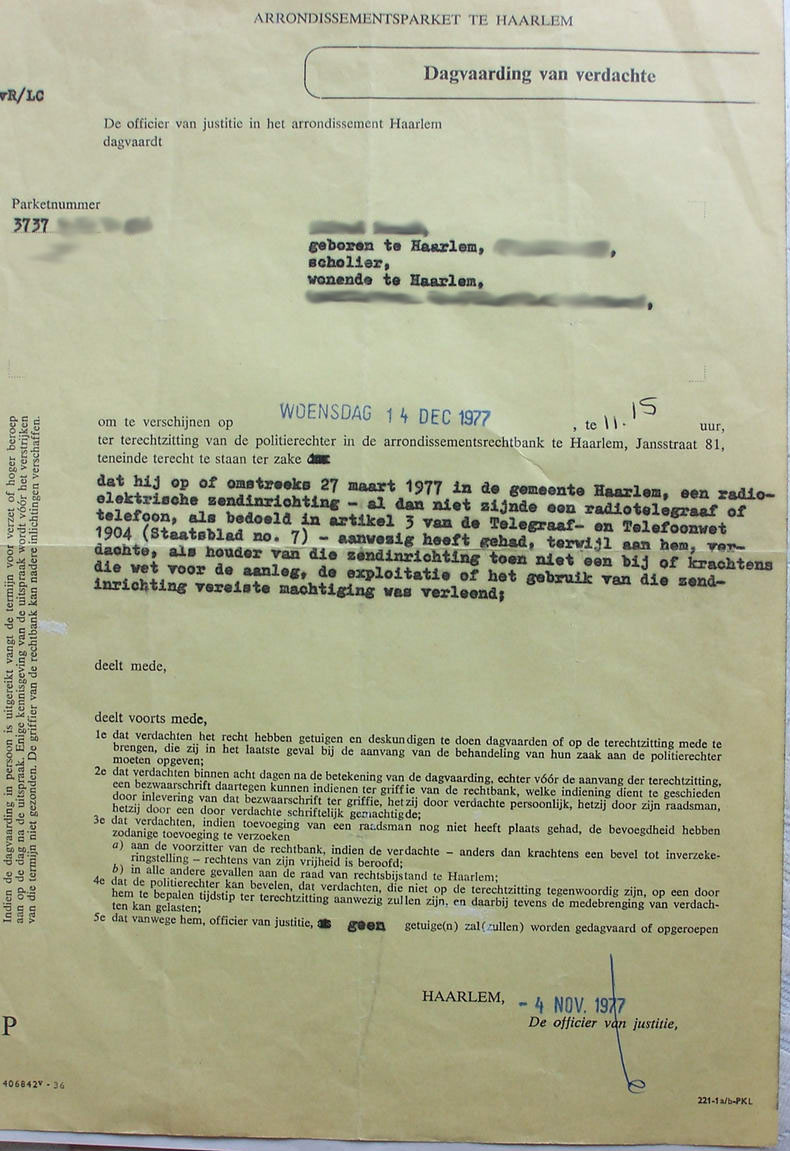 ARRONDISSEMENTSPARKET TE HAARLEM
Dagvaarding van verdachte
vR/LC
De officier van justitie in het arrondissement Haarlem
dagvaardt
Parketnummer
3737
geboren te Haarlem,
scholier,
wonende te Haarlem,
om te verschijnen op WOENSDAG 14 DEC 1977, te 11.15 uur,
ter terechtzitting van de politierechter in de arrondissementsrechtbank te Haarlem, Jansstraat 81,
teneinde terecht te staan ter zake
dat hij op of omstreeks 27 maart 1977 in de gemeente Haarlem, een radio-
elektrische zendinrichting - al dan niet zijnde een radiotelegraaf of
telefoon, als bedoeld in artikel 3 van de Telegraaf- en Telefoonwet
1904 (Staatsblad no. 7) - aanwezig heeft gehad, terwijl aan hem, ver-
dachte, als houder van die zendinrichting toen niet een bij of krachtens
die wet voor de aanleg, de exploitatie of het gebruik van die zend-
inrichting vereiste machtiging was verleend;
deelt mede,
deelt voorts mede,
1e dat verdachten het recht hebben getuigen en deskundigen te doen dagvaarden of op de terechtzitting mede te
brengen, die zij in het laatste geval bij de aanvang van de behandeling van hun zaak aan de politierechter
moeten opgeven;
2e dat verdachten binnen acht dagen na de betekening van de dagvaarding, echter vóór de aanvang der terechtzitting,
een bezwaarschrift daartegen kunnen indienen ter griffie van de rechtbank, welke indiening dient te geschieden
door inlevering van dat bezwaarschrift ter griffie, hetzij door verdachte persoonlijk, hetzij door zijn raadsman,
hetzij door een door verdachte schriftelijk gemachtigde;
3e dat verdachten, indien toevoeging van een raadsman nog niet heeft plaats gehad, de bevoegdheid hebben
zodanige toevoeging te verzoeken
a) aan de voorzitter van de rechtbank, indien de verdachte – anders dan krachtens een bevel tot inverzeke-
ringstelling – rechtens van zijn vrijheid is beroofd;
b) in alle andere gevallen aan de raad van rechtsbijstand te Haarlem;
4e dat de politierechter kan bevelen, dat verdachten, die niet op de terechtzitting tegenwoordig zijn, op een door
hem te bepalen tijdstip ter terechtzitting aanwezig zullen zijn, en daarbij tevens de medebrenging van verdach-
ten kan gelasten;
5e dat vanwege hem, officier van justitie, geen getuige(n) zal(zullen) worden gedagvaard of opgeroepen
HAARLEM, - 4 NOV. 1977
De officier van justitie,
Indien de dagvaarding in persoon is uitgereikt vangt de termijn voor verzet of hoger beroep
aan op de dag na de uitspraak. Enige kennisgeving van de uitspraak wordt vóór het verstrijken
van die termijn niet gezonden. De griffier van de rechtbank kan nadere inlichtingen verschaffen.
P
406842V - 36
221-1a/b-PKL